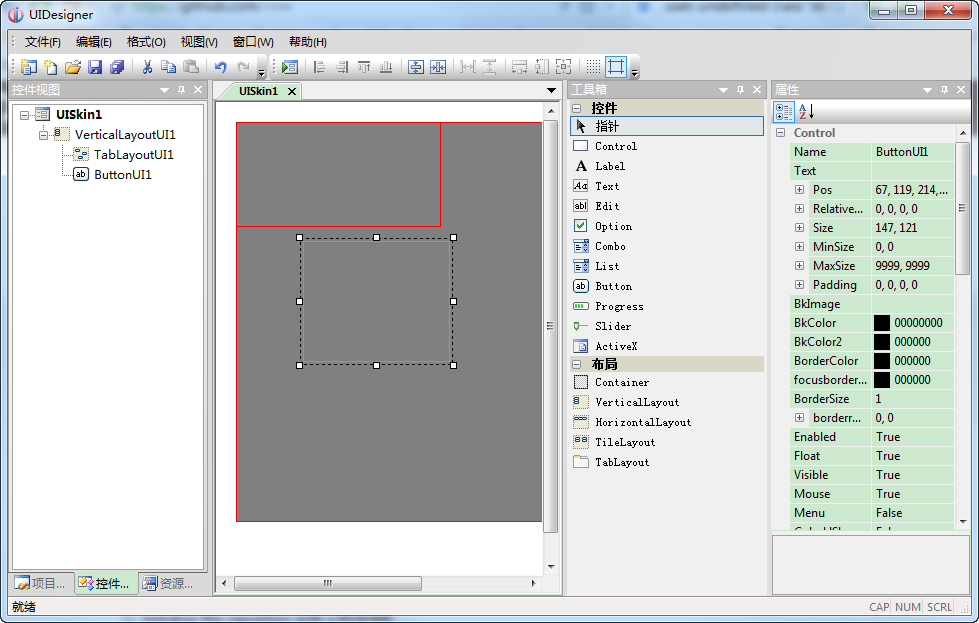 UIDesigner
文件(F) 编辑(E) 格式(O) 视图(V) 窗口(W) 帮助(H)
控件视图
UISkin1
VerticalLayoutUI1
TabLayoutUI1
ab ButtonUI1
项目... 控件... 资源...
UISkin1
工具箱
控件
指针
Control
A Label
Aa Text
abl Edit
Option
Combo
List
ab Button
Progress
Slider
ActiveX
布局
Container
VerticalLayout
HorizontalLayout
TileLayout
TabLayout
属性
Control
Name ButtonUI1
Text
Pos 67, 119, 214,...
Relative... 0, 0, 0, 0
Size 147, 121
MinSize 0, 0
MaxSize 9999, 9999
Padding 0, 0, 0, 0
BkImage
BkColor 00000000
BkColor2 000000
BorderColor 000000
focusborder... 000000
BorderSize 1
borderr... 0, 0
Enabled True
Float True
Visible True
Mouse True
Menu False
就绪
CAP NUM SCRL